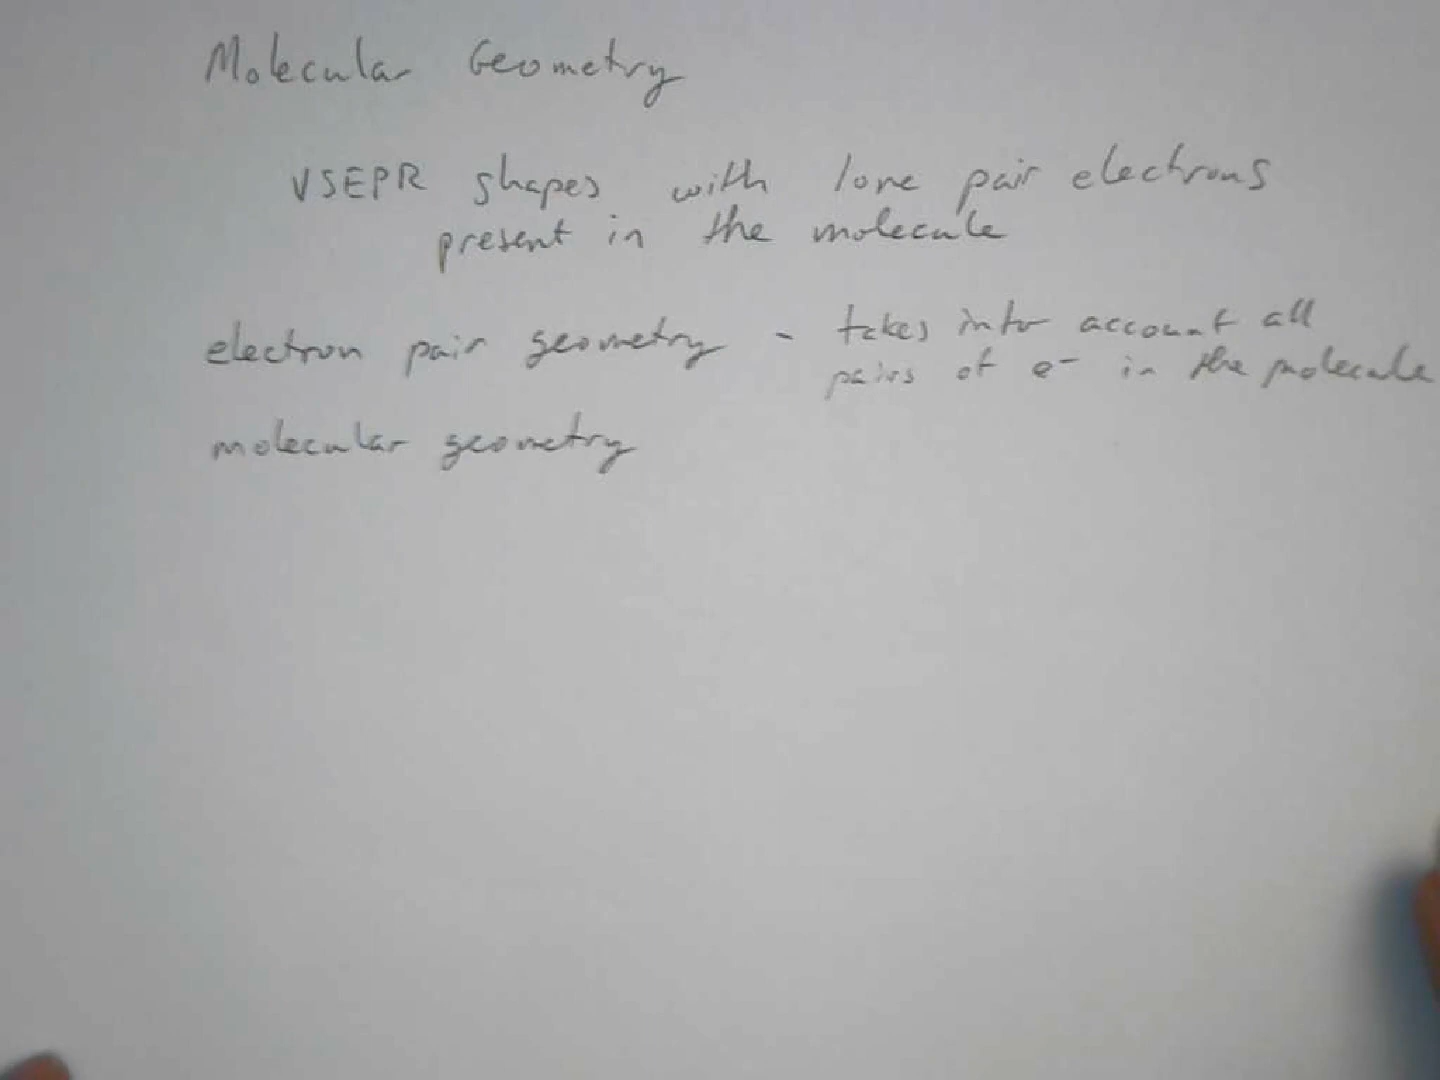 Molecular Geometry
VSEPR shapes with lone pair electrons
present in the molecule
electron pair geometry - takes into account all
pairs of e⁻ in the molecule
molecular geometry